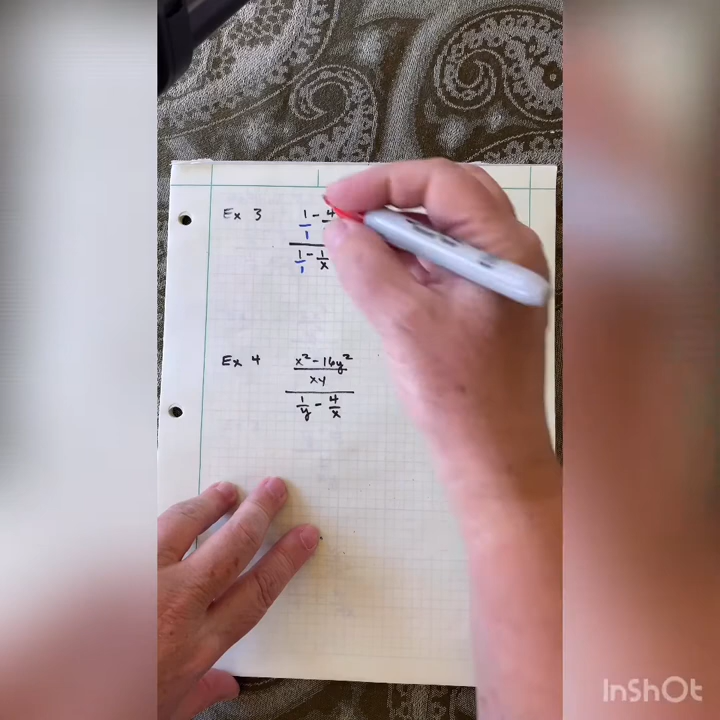 Ex 3
1 - 4
1
1 - 1
1 x
Ex 4
x² - 16y²
xy
1 - 4
y x
InShOt